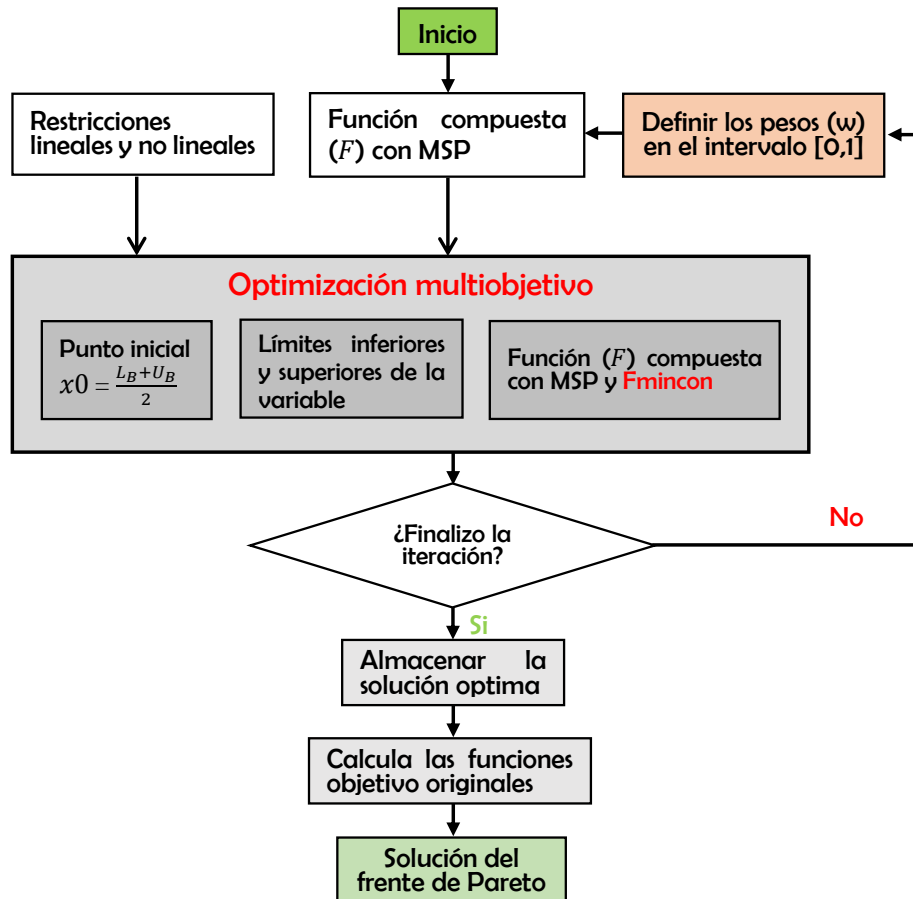 Inicio
Restricciones
lineales y no lineales
Función compuesta
(F) con MSP
Definir los pesos (w)
en el intervalo [0,1]
Optimización multiobjetivo
Punto inicial
x0 = (L_B+U_B)/2
Límites inferiores
y superiores de la
variable
Función (F) compuesta
con MSP y Fmincon
¿Finalizo la
iteración?
No
Si
Almacenar la
solución optima
Calcula las funciones
objetivo originales
Solución del
frente de Pareto